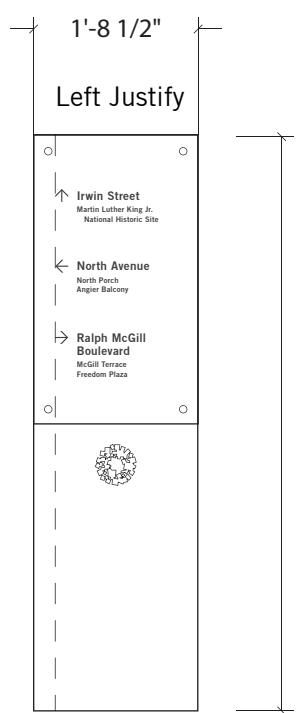 1'-8 1/2"
Left Justify
Irwin Street
Martin Luther King Jr.
National Historic Site
North Avenue
North Porch
Angier Balcony
Ralph McGill
Boulevard
McGill Terrace
Freedom Plaza